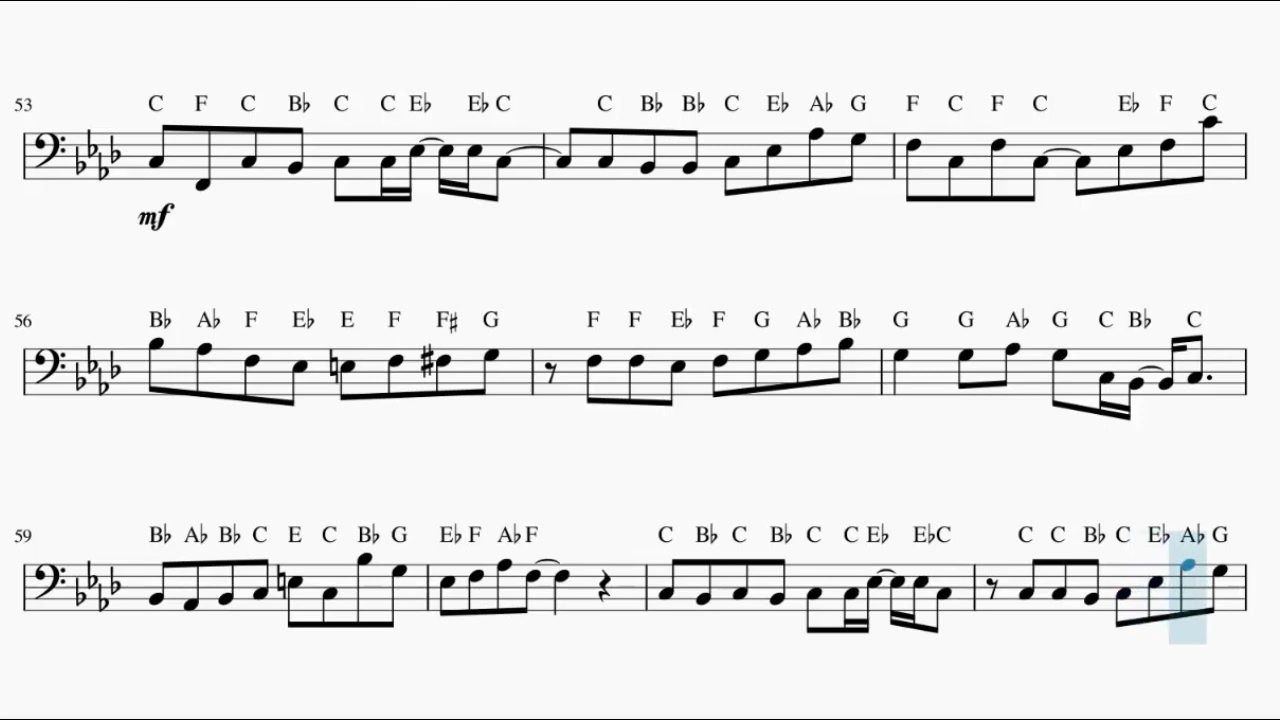 53 C F C B♭ C C E♭ E♭ C C B♭ B♭ C E♭ A♭ G F C F C E♭ F C
mf
56 B♭ A♭ F E♭ E F F♯ G F F E♭ F G A♭ B♭ G G A♭ G C B♭ C
59 B♭ A♭ B♭ C E C B♭ G E♭ F A♭ F C B♭ C B♭ C C E♭ E♭ C C C B♭ C E♭ A♭ G